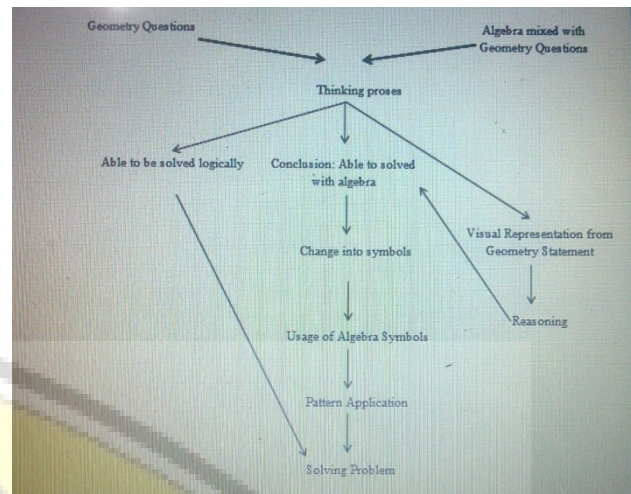 Geometry Questions
Algebra mixed with
Geometry Questions
Thinking proses
Able to be solved logically
Conclusion: Able to solved
with algebra
Visual Representation from
Geometry Statement
Change into symbols
Reasoning
Usage of Algebra Symbols
Pattern Application
Solving Problem